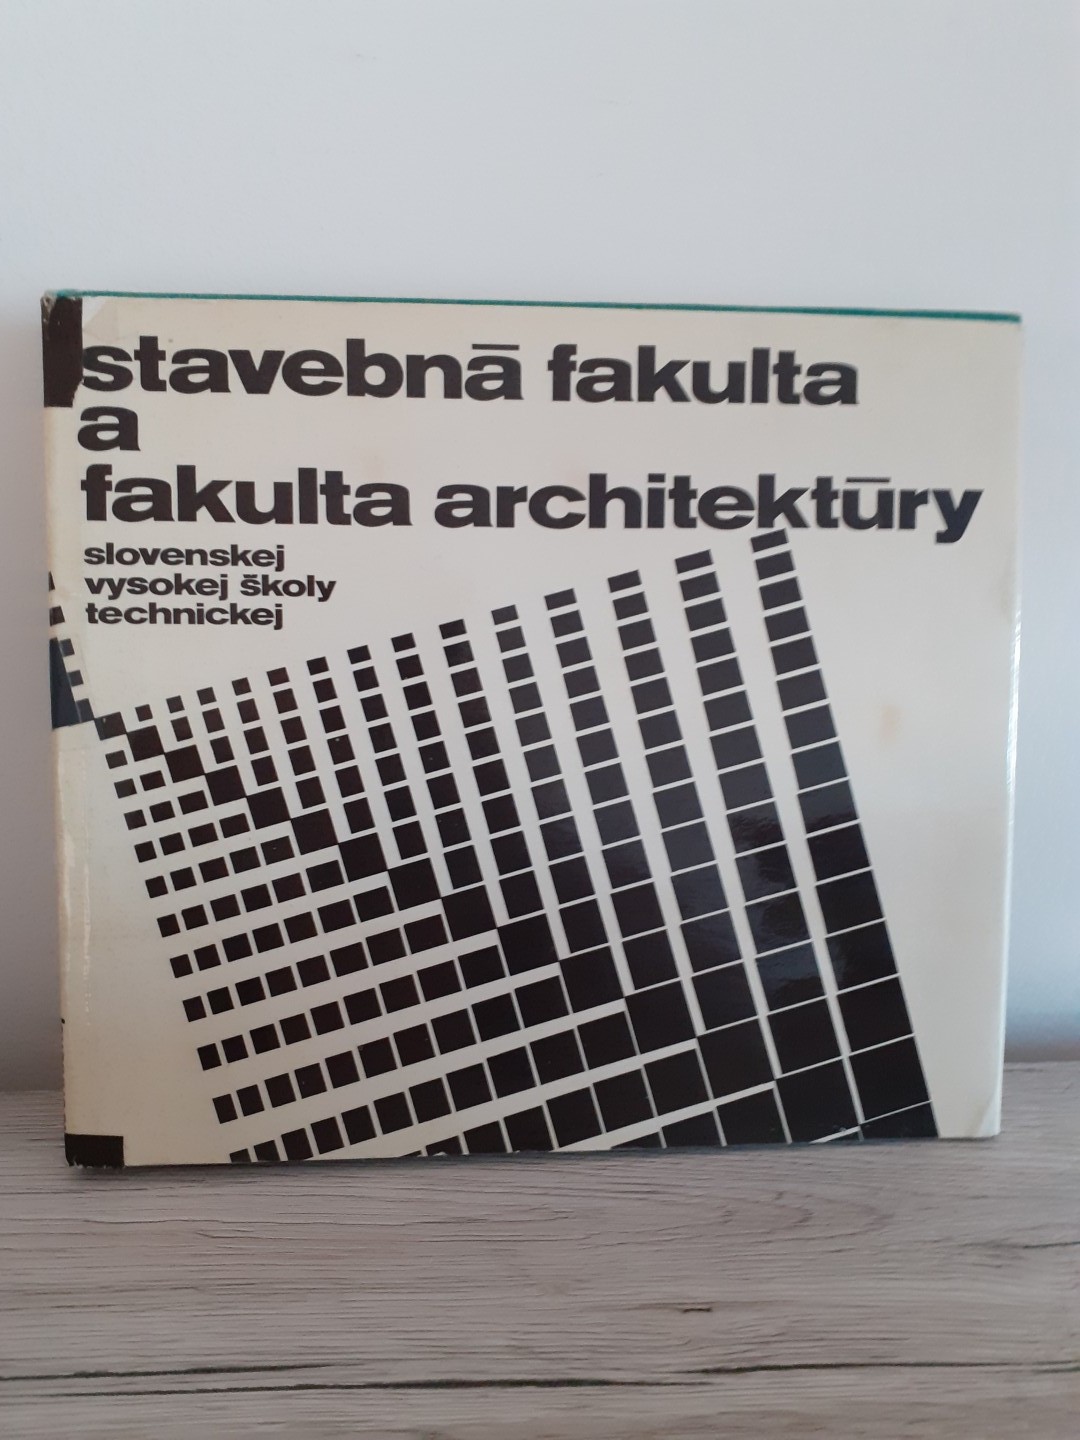 stavebnā fakulta
a
fakulta architektūry
slovenskej
vysokej školy
technickej